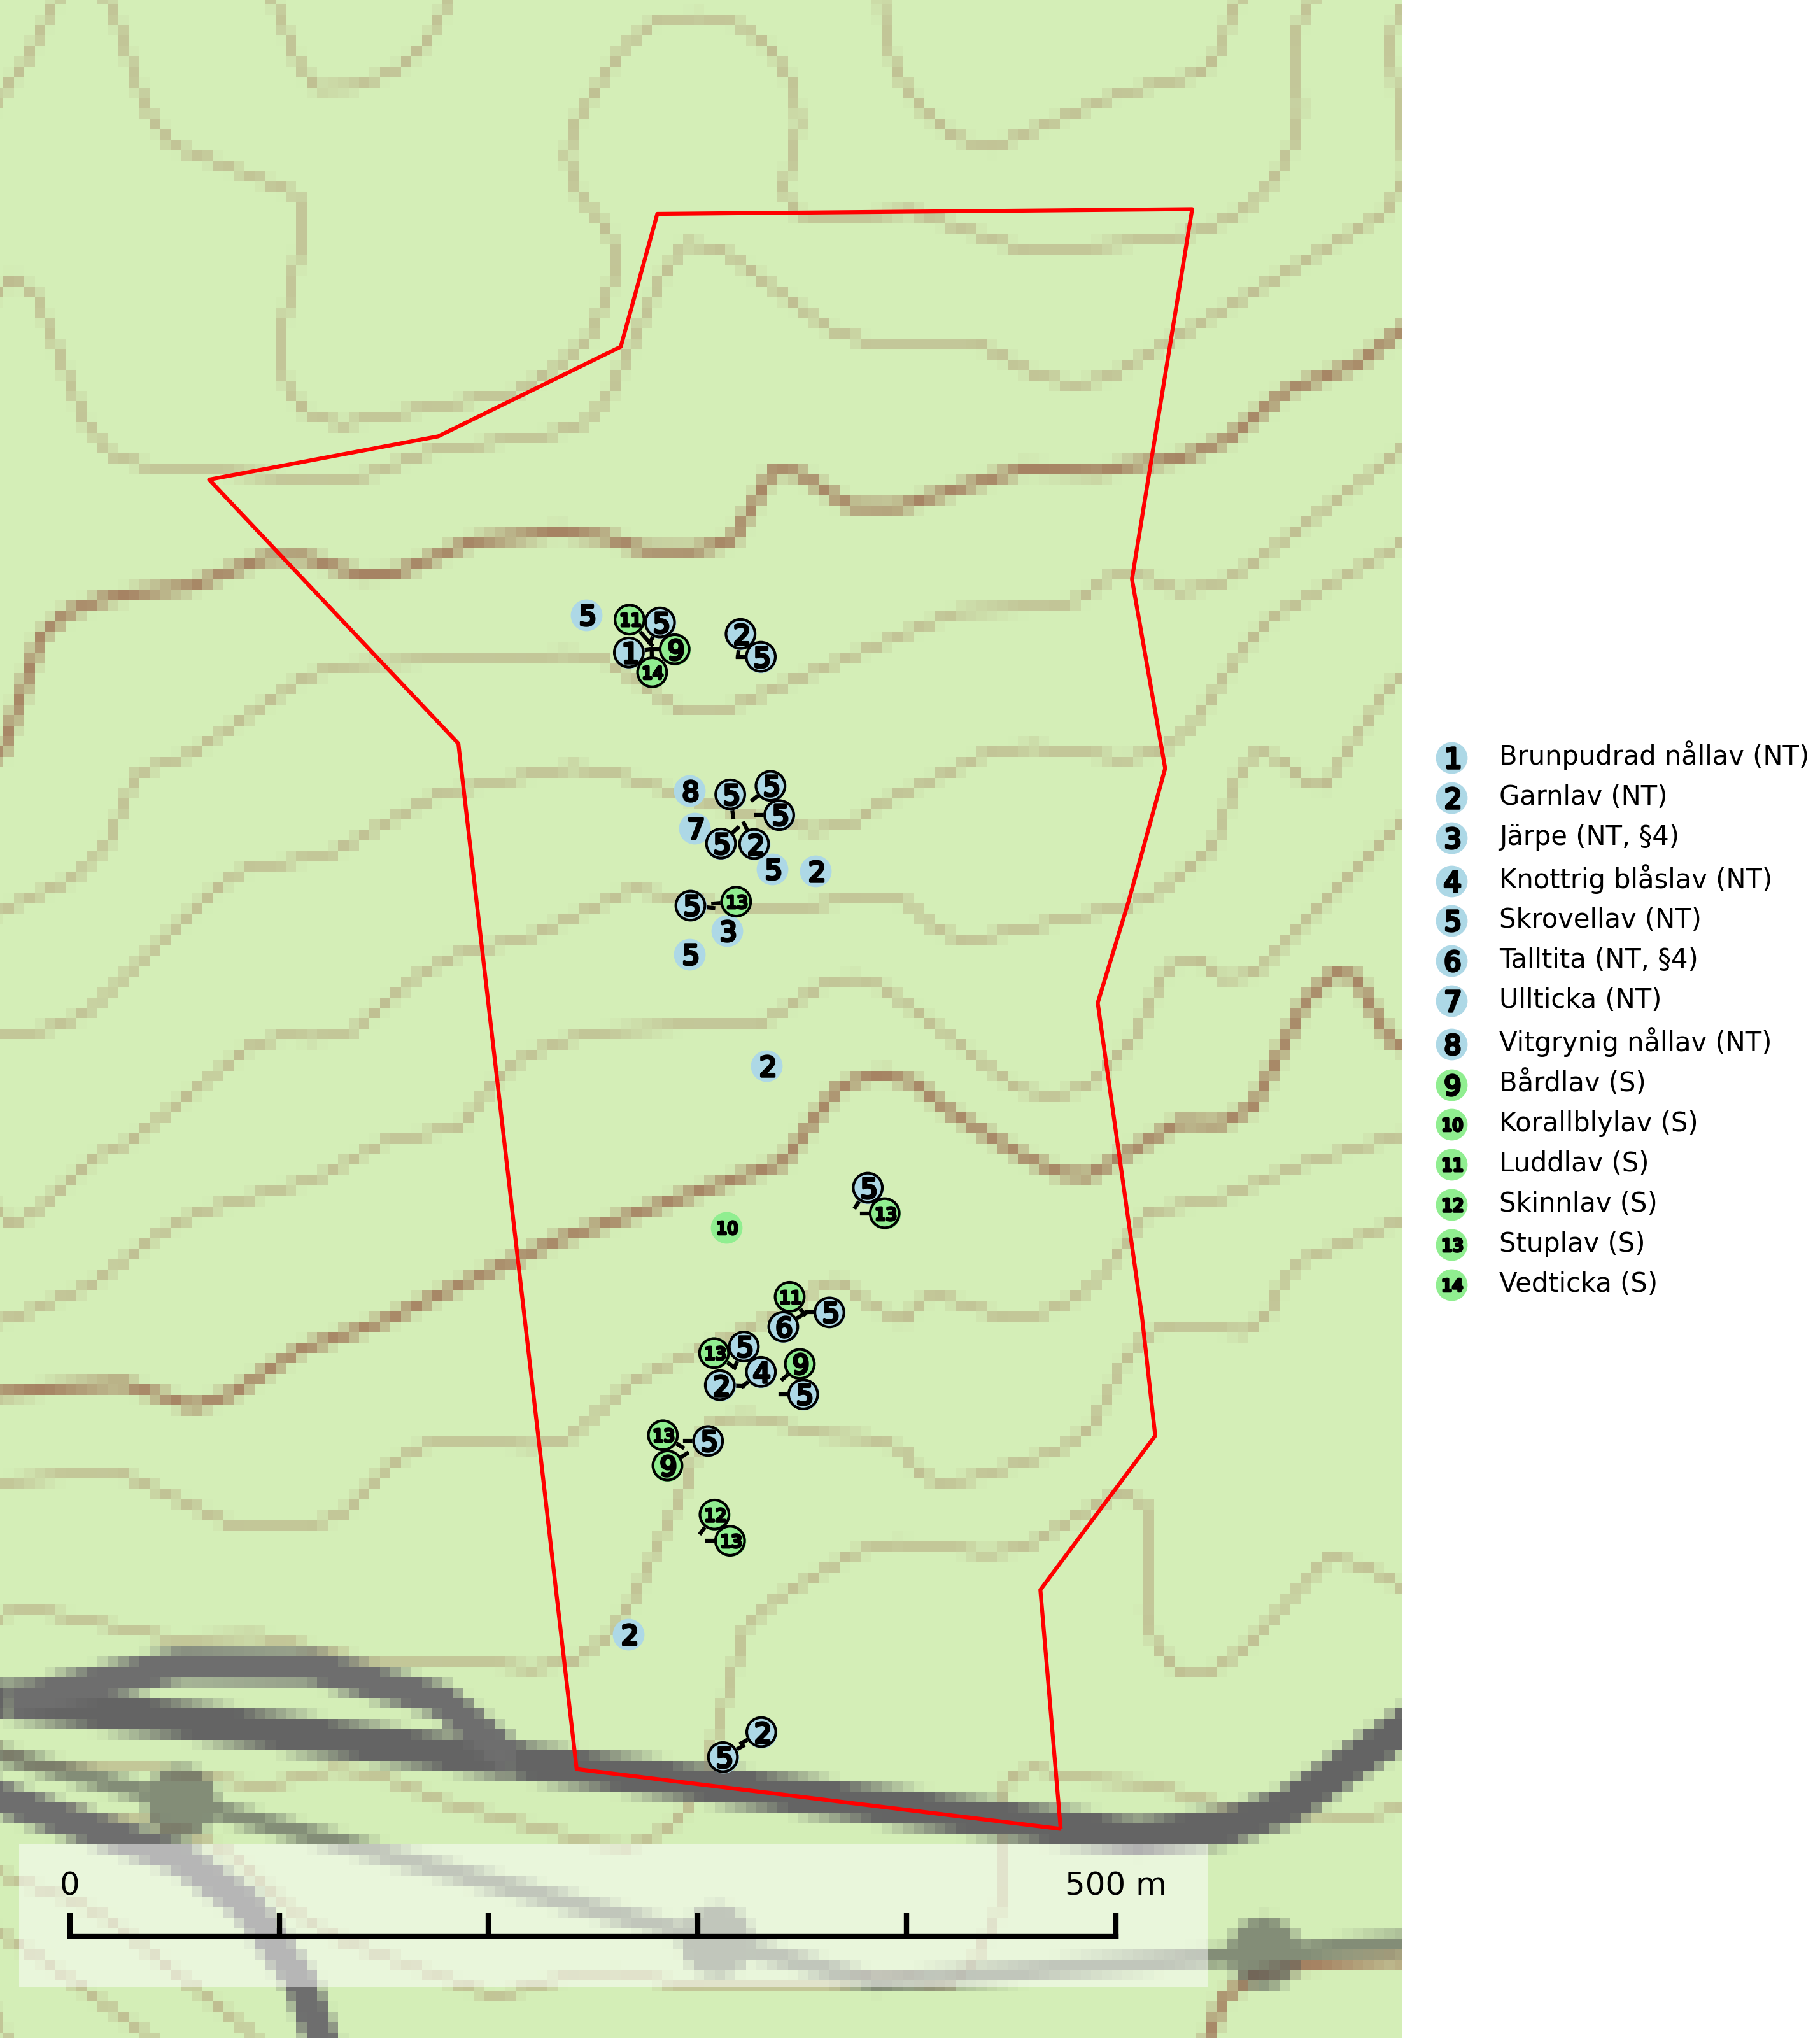 5
11
5
1
9
14
2
5
8
5
5
7
5
5
2
5
2
5
13
3
5
2
5
13
10
11
5
6
13
5
4
9
2
5
13
5
9
12
13
2
2
5
0 500 m
1 Brunpudrad nållav (NT)
2 Garnlav (NT)
3 Järpe (NT, §4)
4 Knottrig blåslav (NT)
5 Skrovellav (NT)
6 Talltita (NT, §4)
7 Ullticka (NT)
8 Vitgrynig nållav (NT)
9 Bårdlav (S)
10 Korallblylav (S)
11 Luddlav (S)
12 Skinnlav (S)
13 Stuplav (S)
14 Vedticka (S)